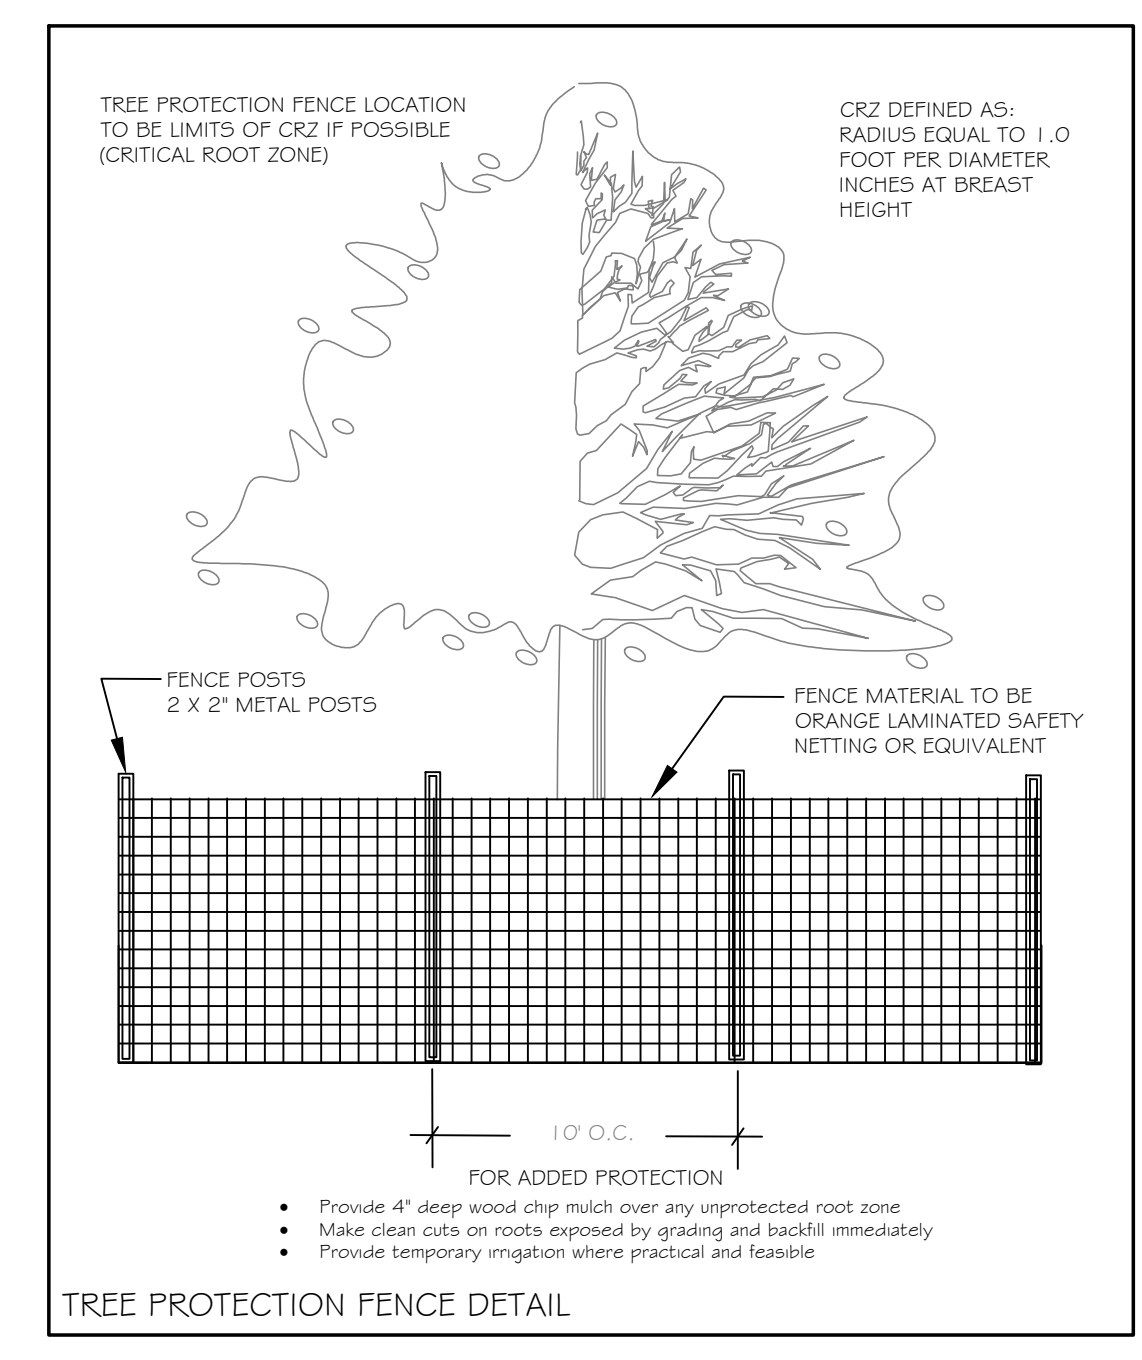 TREE PROTECTION FENCE LOCATION
TO BE LIMITS OF CRZ IF POSSIBLE
(CRITICAL ROOT ZONE)
CRZ DEFINED AS:
RADIUS EQUAL TO 1.0
FOOT PER DIAMETER
INCHES AT BREAST
HEIGHT
FENCE POSTS
2 X 2" METAL POSTS
FENCE MATERIAL TO BE
ORANGE LAMINATED SAFETY
NETTING OR EQUIVALENT
10' O.C.
FOR ADDED PROTECTION
• Provide 4" deep wood chip mulch over any unprotected root zone
• Make clean cuts on roots exposed by grading and backfill immediately
• Provide temporary irrigation where practical and feasible
TREE PROTECTION FENCE DETAIL